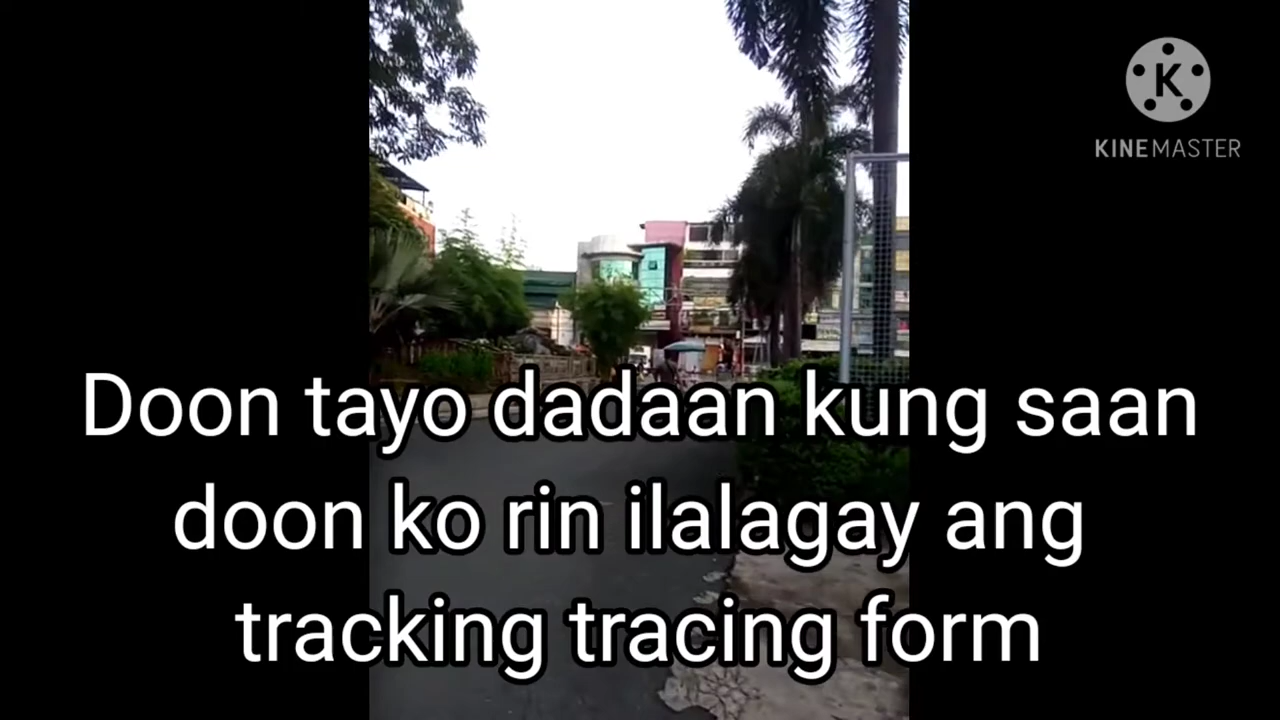 K
KINEMASTER
Doon tayo dadaan kung saan
doon ko rin ilalagay ang
tracking tracing form